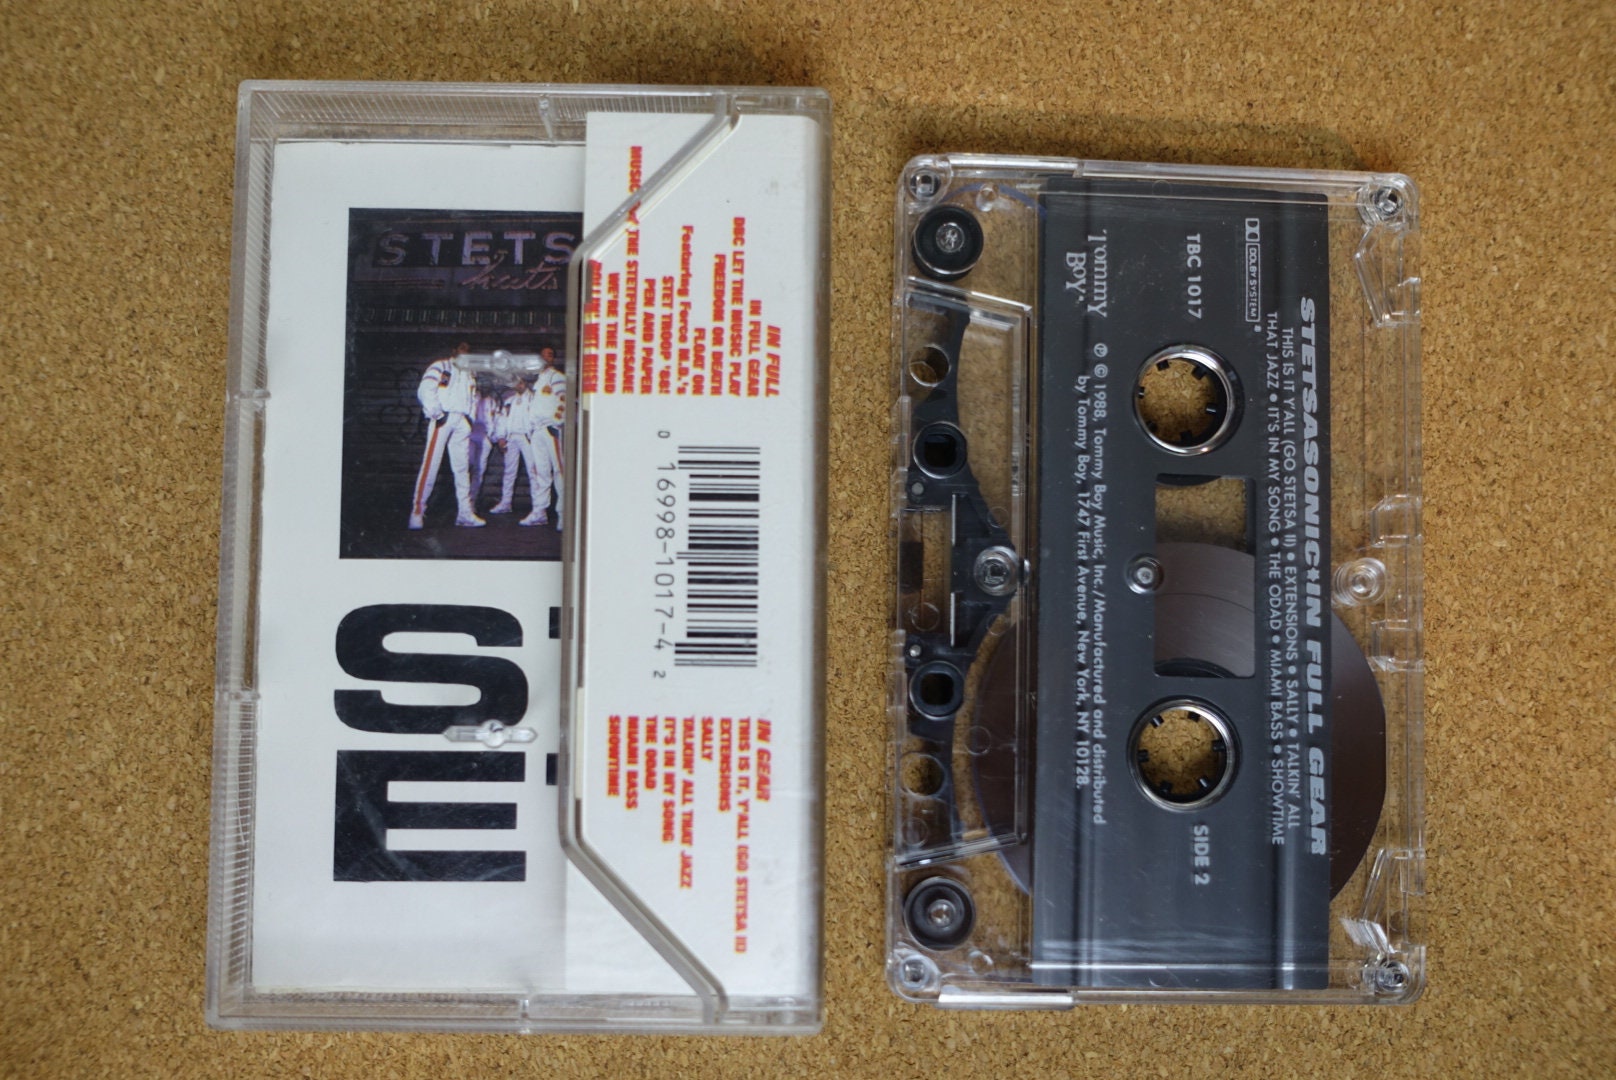 STETS
ES
IN FULL
IN FULL GEAR
DBC LET THE MUSIC PLAY
FREEDOM OR DEATH
FLOAT ON
Featuring Force M.D.'s
STET TROOP '88!
PEN AND PAPER
THE STETFULLY INSANE
WE'RE THE BAND
0 16998-1017-4 2
IN GEAR
THIS IS IT, Y'ALL (GO STETSA II)
EXTENSIONS
SALLY
TALKIN' ALL THAT JAZZ
IT'S IN MY SONG
THE ODAD
MIAMI BASS
SHOWTIME
STETSASONIC★IN FULL GEAR
THIS IS IT Y'ALL (GO STETSA II) • EXTENSIONS • SALLY • TALKIN' ALL
THAT JAZZ • IT'S IN MY SONG • THE ODAD • MIAMI BASS • SHOWTIME
DOLBY SYSTEM ®
TBC 1017
SIDE 2
Tommy
Boy.
℗ © 1988, Tommy Boy Music, Inc./Manufactured and distributed
by Tommy Boy, 1747 First Avenue, New York, NY 10128.